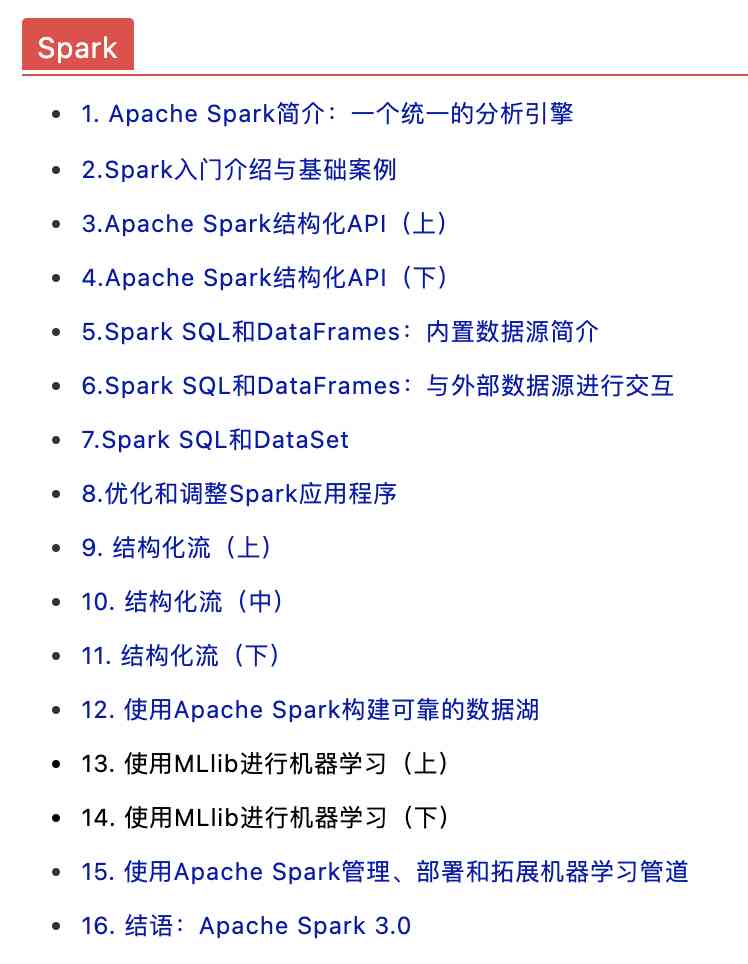 Spark
1. Apache Spark简介：一个统一的分析引擎
2.Spark入门介绍与基础案例
3.Apache Spark结构化API（上）
4.Apache Spark结构化API（下）
5.Spark SQL和DataFrames：内置数据源简介
6.Spark SQL和DataFrames：与外部数据源进行交互
7.Spark SQL和DataSet
8.优化和调整Spark应用程序
9. 结构化流（上）
10. 结构化流（中）
11. 结构化流（下）
12. 使用Apache Spark构建可靠的数据湖
13. 使用MLlib进行机器学习（上）
14. 使用MLlib进行机器学习（下）
15. 使用Apache Spark管理、部署和拓展机器学习管道
16. 结语：Apache Spark 3.0